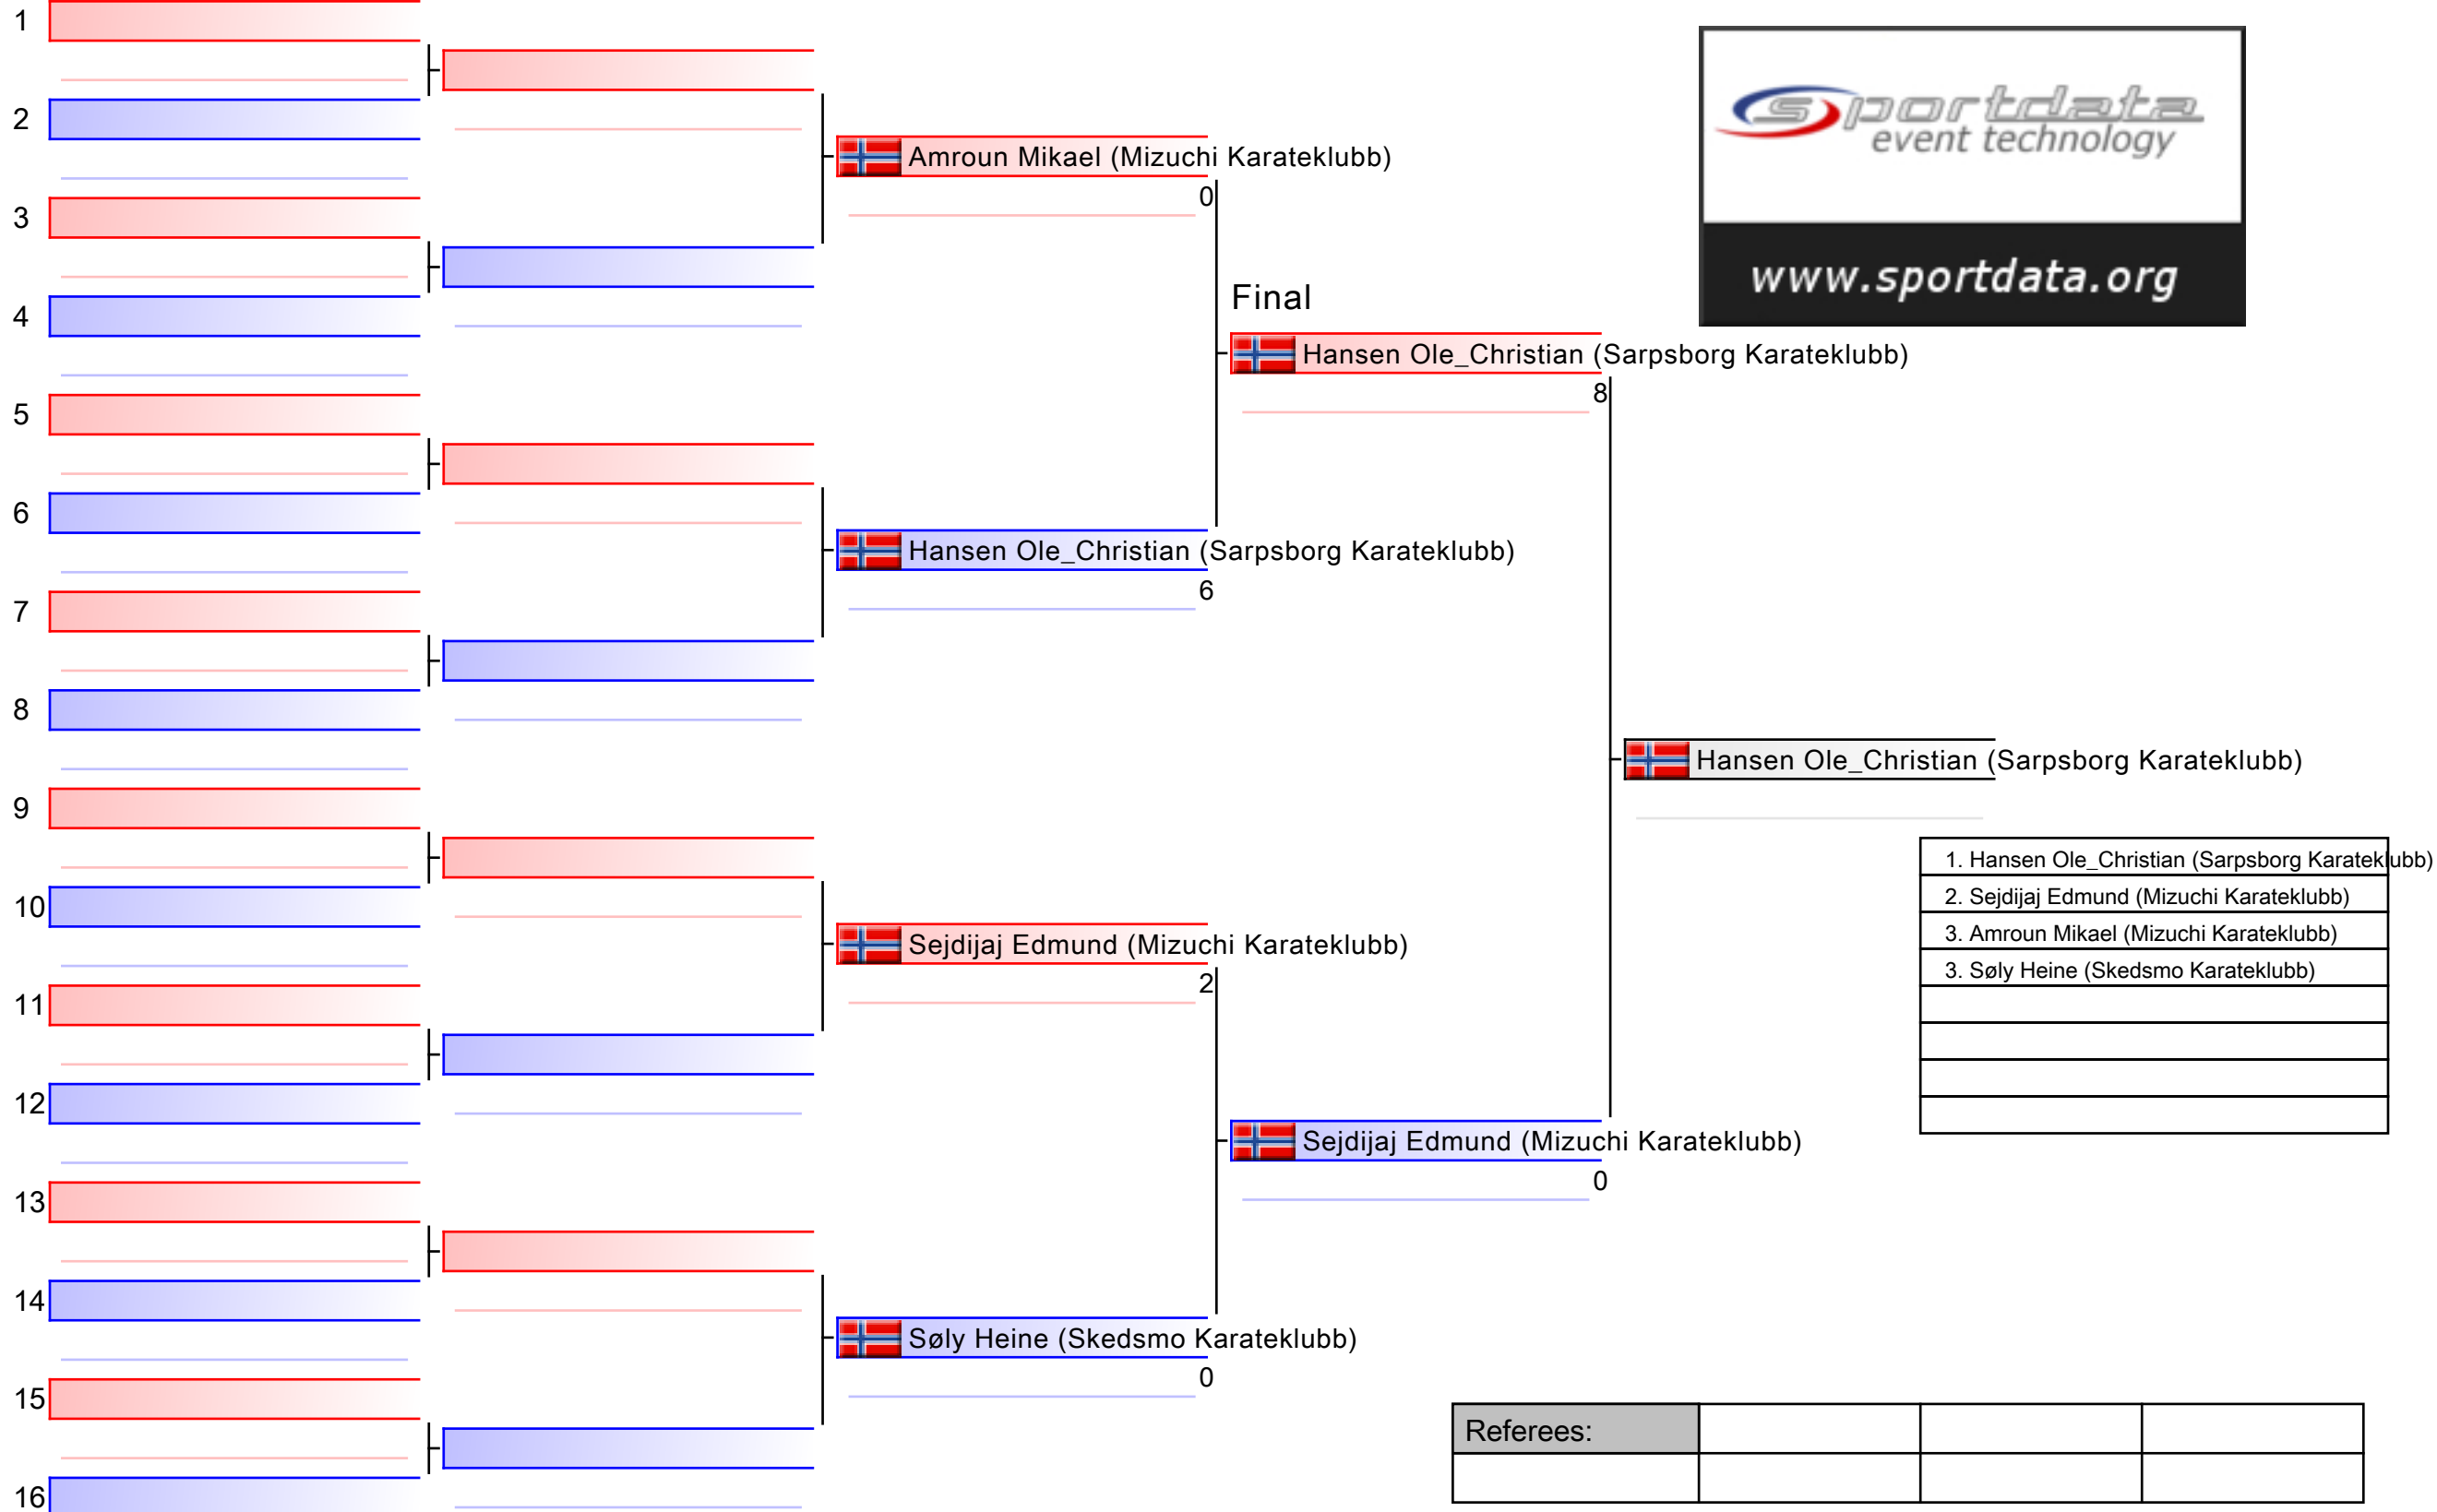 1
2
3
4
5
6
7
8
9
10
11
12
13
14
15
16
Amroun Mikael (Mizuchi Karateklubb)
0
Hansen Ole_Christian (Sarpsborg Karateklubb)
6
Sejdijaj Edmund (Mizuchi Karateklubb)
2
Søly Heine (Skedsmo Karateklubb)
0
Final
Hansen Ole_Christian (Sarpsborg Karateklubb)
8
Sejdijaj Edmund (Mizuchi Karateklubb)
0
Hansen Ole_Christian (Sarpsborg Karateklubb)
sportdata
event technology
www.sportdata.org
1. Hansen Ole_Christian (Sarpsborg Karateklubb)
2. Sejdijaj Edmund (Mizuchi Karateklubb)
3. Amroun Mikael (Mizuchi Karateklubb)
3. Søly Heine (Skedsmo Karateklubb)
Referees: